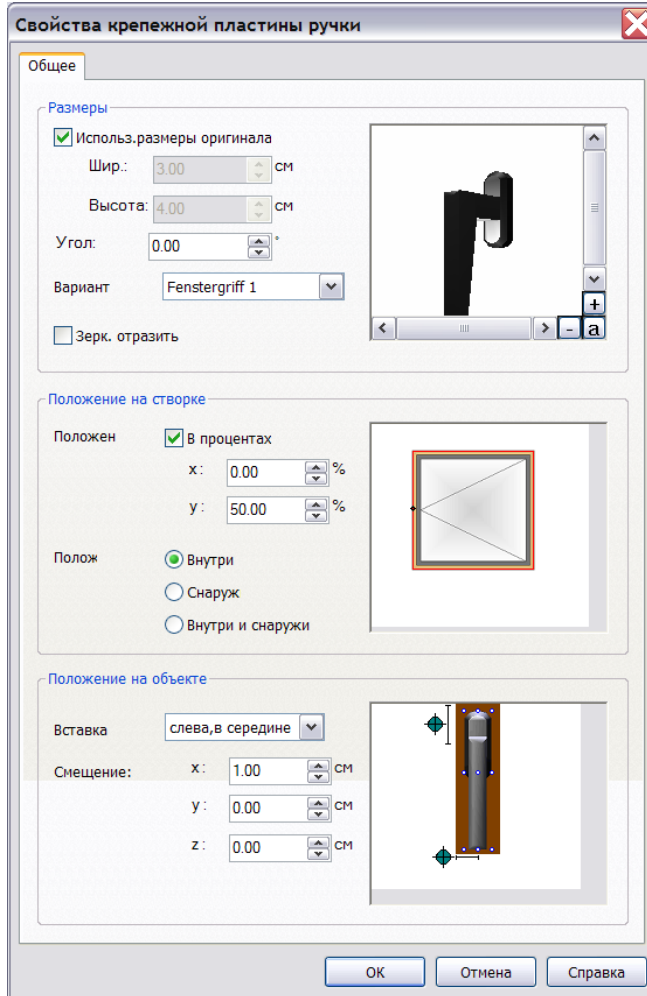 Свойства крепежной пластины ручки
Общее
Размеры
Использ.размеры оригинала
Шир.: 3.00 см
Высота: 4.00 см
Угол: 0.00 °
Вариант Fenstergriff 1
Зерк. отразить
+
- a
Положение на створке
Положен В процентах
x: 0.00 %
y: 50.00 %
Полож Внутри
Снаруж
Внутри и снаружи
Положение на объекте
Вставка слева,в середине
Смещение: x: 1.00 см
y: 0.00 см
z: 0.00 см
ОК Отмена Справка